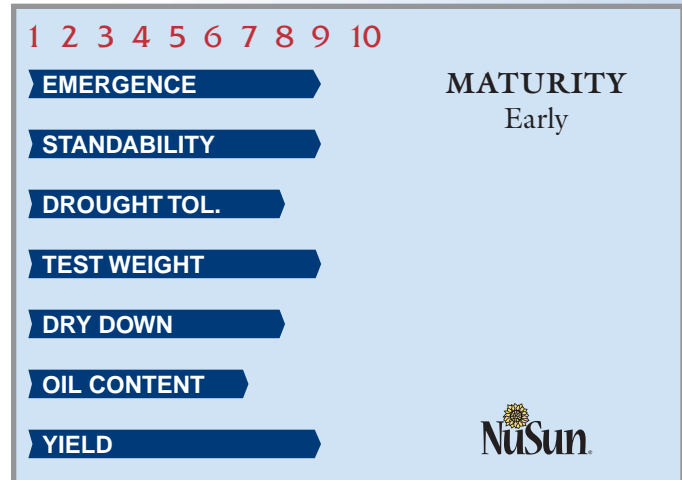 1 2 3 4 5 6 7 8 9 10
EMERGENCE
STANDABILITY
DROUGHT TOL.
TEST WEIGHT
DRY DOWN
OIL CONTENT
YIELD
MATURITY
Early
NuSun®